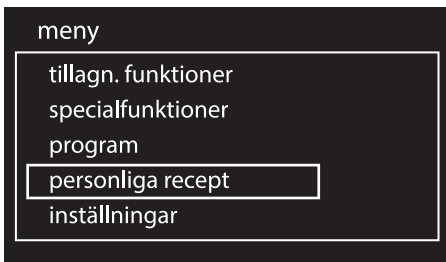 meny
tillagn. funktioner
specialfunktioner
program
personliga recept
inställningar